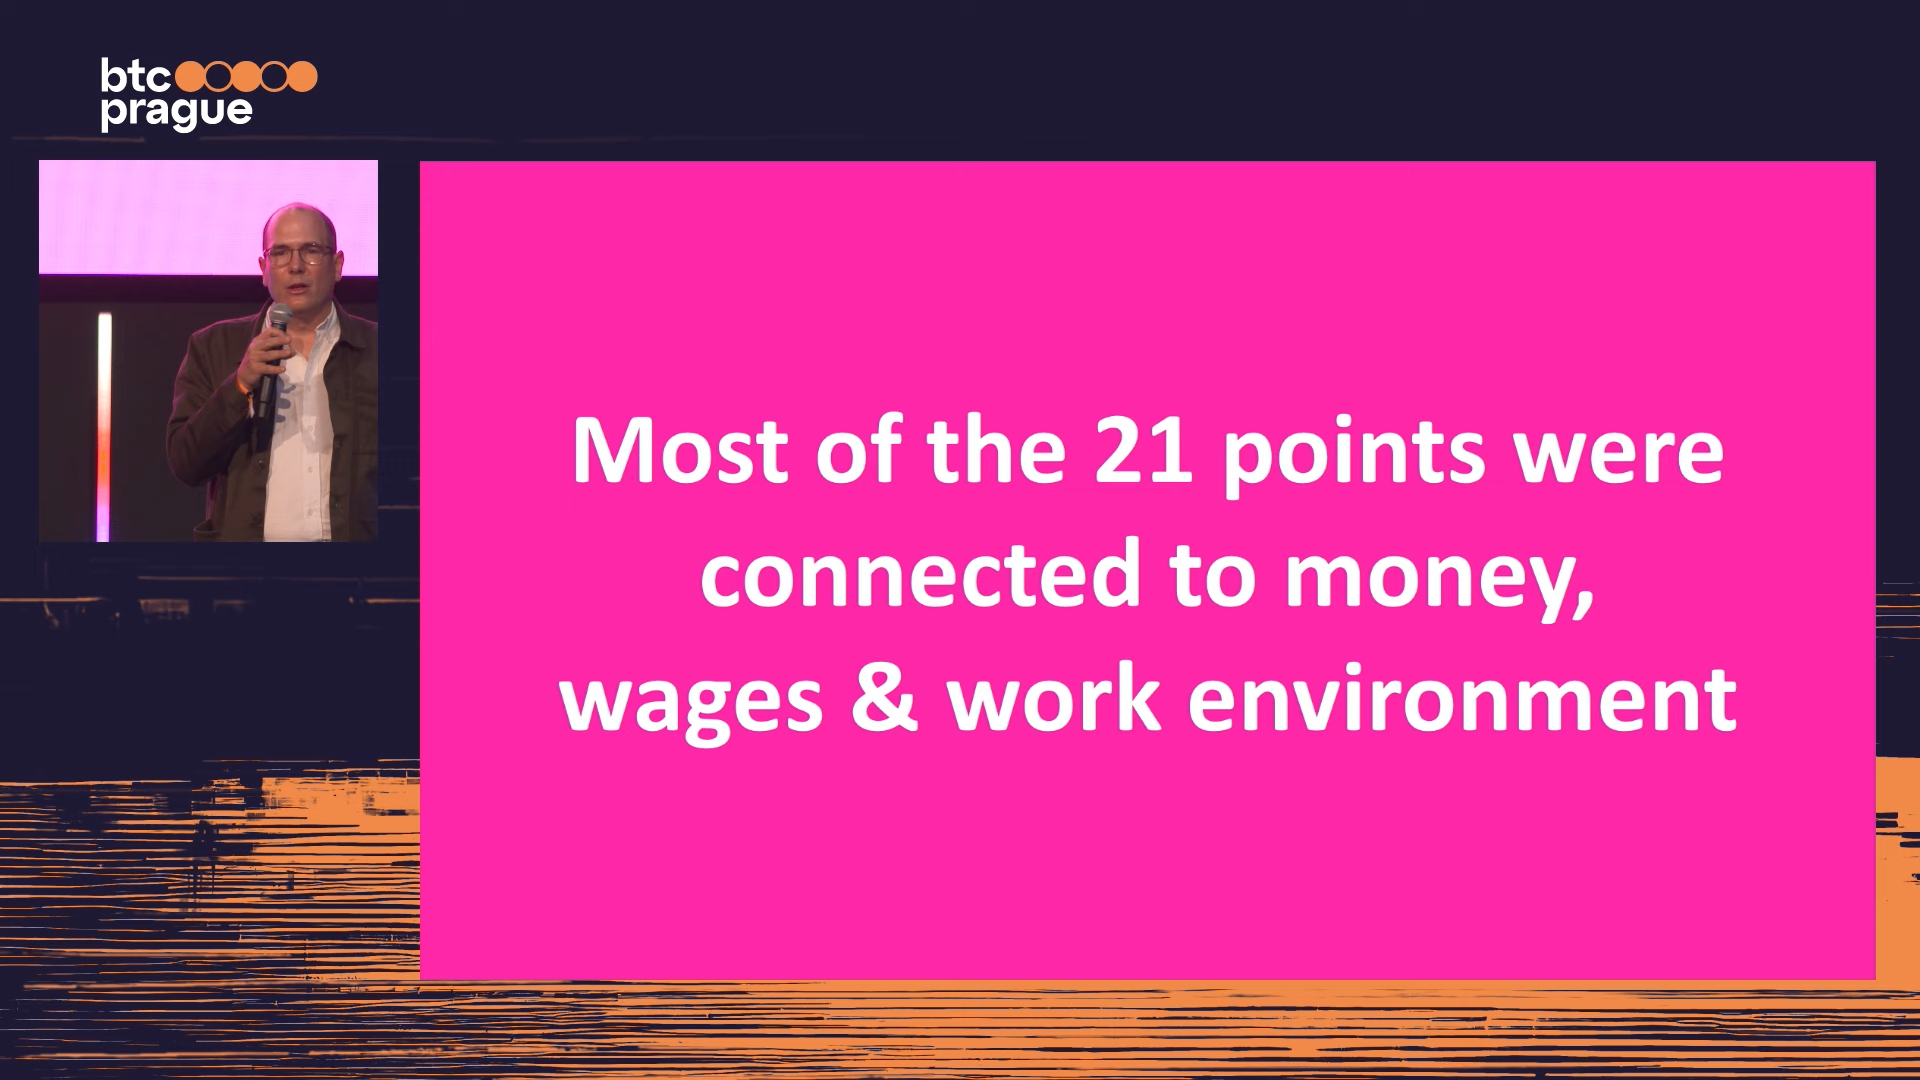 btc
prague
Most of the 21 points were
connected to money,
wages & work environment